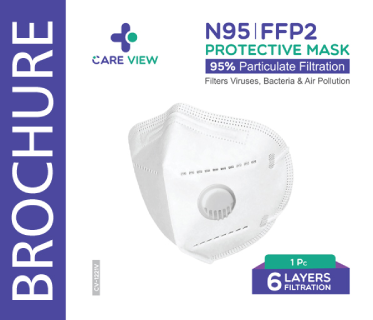 BROCHURE
CARE VIEW
N95 | FFP2
PROTECTIVE MASK
95% Particulate Filtration
Filters Viruses, Bacteria & Air Pollution
1 Pc
6 LAYERS
FILTRATION